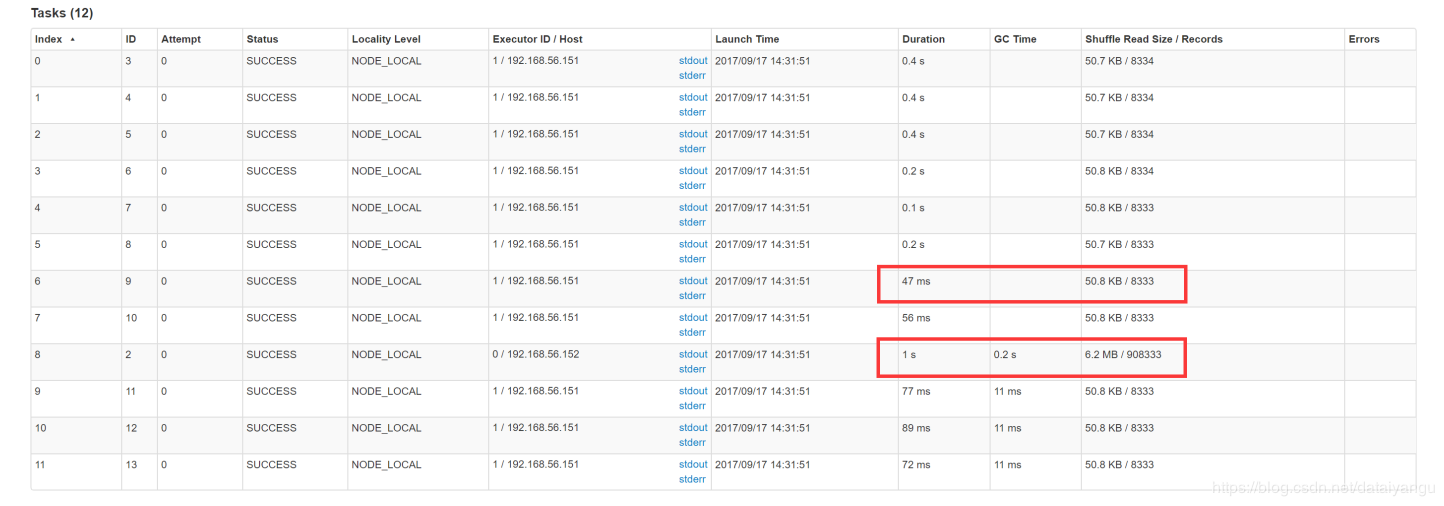 Tasks (12)
Index ID Attempt Status Locality Level Executor ID / Host Launch Time Duration GC Time Shuffle Read Size / Records Errors
0 3 0 SUCCESS NODE_LOCAL 1 / 192.168.56.151 stdout 2017/09/17 14:31:51 0.4 s 50.7 KB / 8334
stderr
1 4 0 SUCCESS NODE_LOCAL 1 / 192.168.56.151 stdout 2017/09/17 14:31:51 0.4 s 50.7 KB / 8334
stderr
2 5 0 SUCCESS NODE_LOCAL 1 / 192.168.56.151 stdout 2017/09/17 14:31:51 0.4 s 50.7 KB / 8334
stderr
3 6 0 SUCCESS NODE_LOCAL 1 / 192.168.56.151 stdout 2017/09/17 14:31:51 0.2 s 50.8 KB / 8334
stderr
4 7 0 SUCCESS NODE_LOCAL 1 / 192.168.56.151 stdout 2017/09/17 14:31:51 0.1 s 50.8 KB / 8333
stderr
5 8 0 SUCCESS NODE_LOCAL 1 / 192.168.56.151 stdout 2017/09/17 14:31:51 0.2 s 50.7 KB / 8333
stderr
6 9 0 SUCCESS NODE_LOCAL 1 / 192.168.56.151 stdout 2017/09/17 14:31:51 47 ms 50.8 KB / 8333
stderr
7 10 0 SUCCESS NODE_LOCAL 1 / 192.168.56.151 stdout 2017/09/17 14:31:51 56 ms 50.8 KB / 8333
stderr
8 2 0 SUCCESS NODE_LOCAL 0 / 192.168.56.152 stdout 2017/09/17 14:31:51 1 s 0.2 s 6.2 MB / 908333
stderr
9 11 0 SUCCESS NODE_LOCAL 1 / 192.168.56.151 stdout 2017/09/17 14:31:51 77 ms 11 ms 50.8 KB / 8333
stderr
10 12 0 SUCCESS NODE_LOCAL 1 / 192.168.56.151 stdout 2017/09/17 14:31:51 89 ms 11 ms 50.8 KB / 8333
stderr
11 13 0 SUCCESS NODE_LOCAL 1 / 192.168.56.151 stdout 2017/09/17 14:31:51 72 ms 11 ms 50.8 KB / 8333
stderr
https://blog.csdn.net/dataiyangu